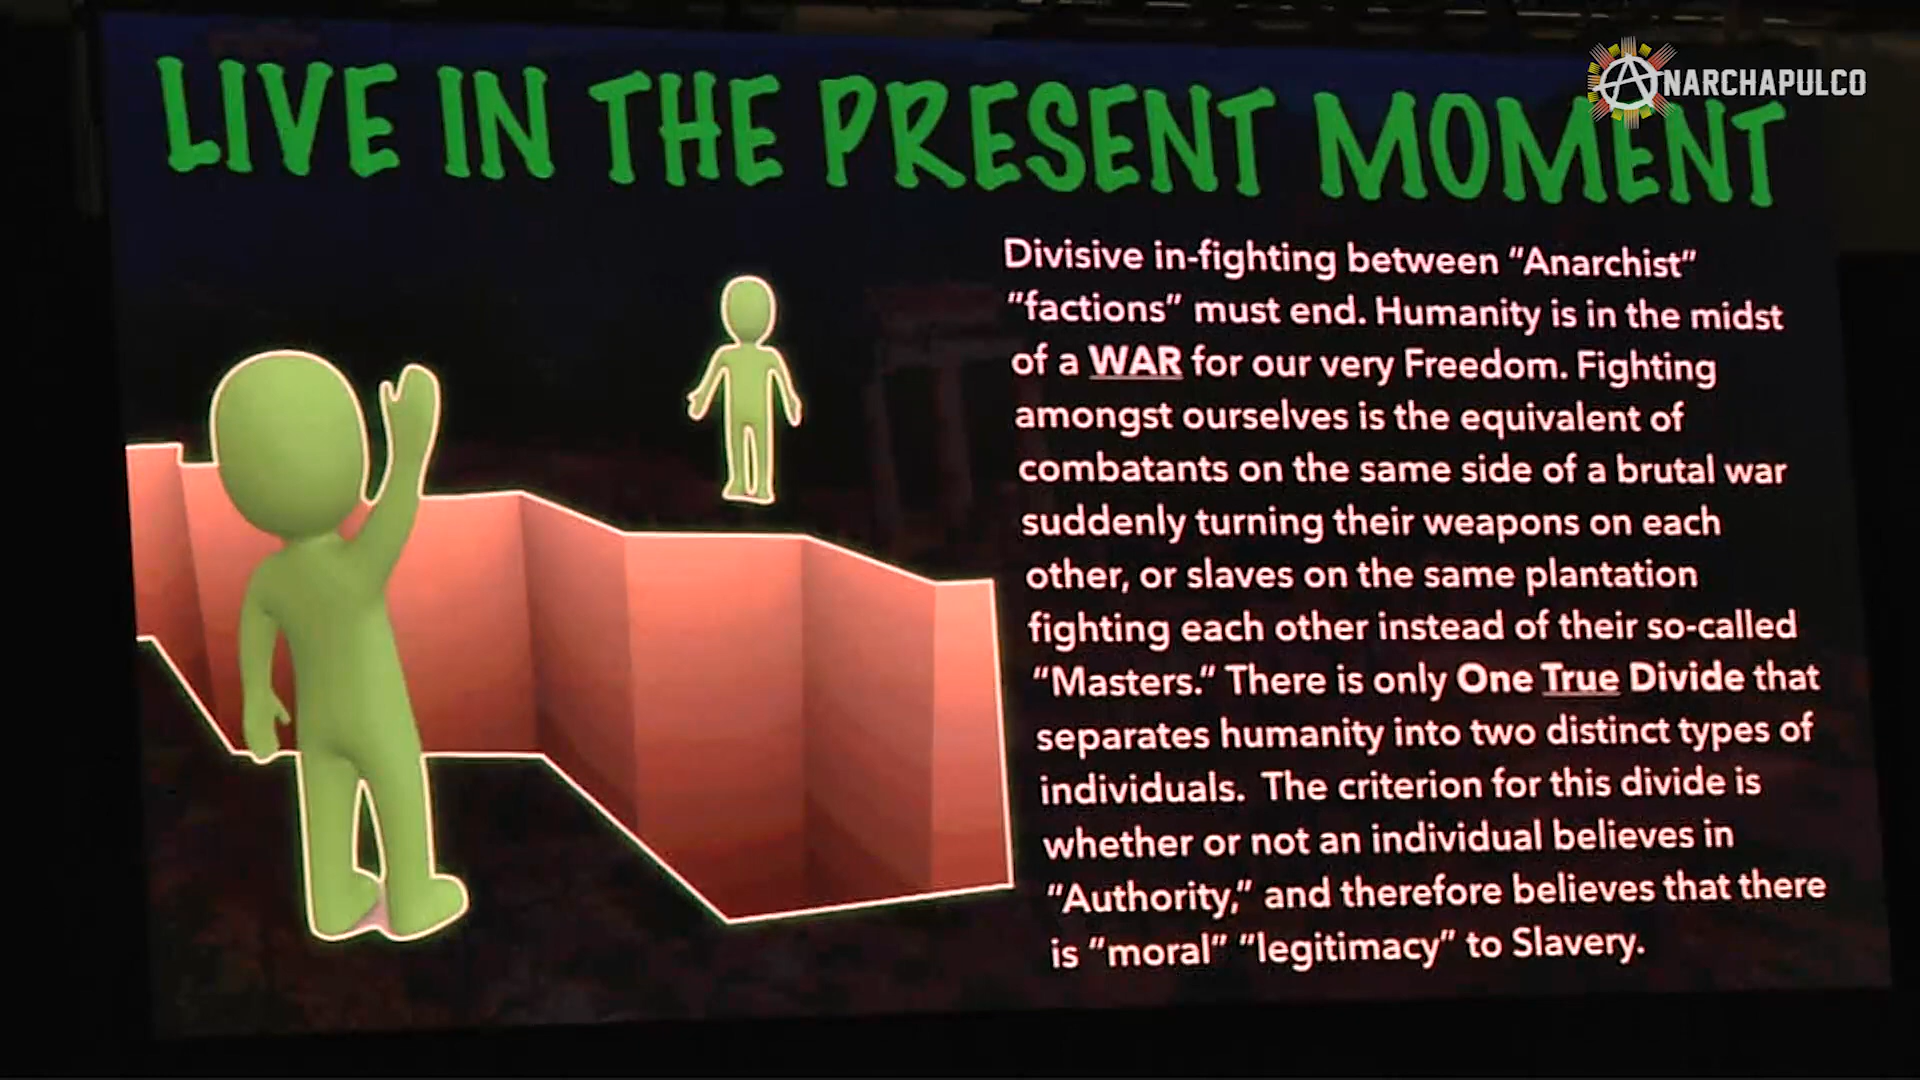 LIVE IN THE PRESENT MOMENT
ANARCHAPULCO
Divisive in-fighting between “Anarchist”
“factions” must end. Humanity is in the midst
of a WAR for our very Freedom. Fighting
amongst ourselves is the equivalent of
combatants on the same side of a brutal war
suddenly turning their weapons on each
other, or slaves on the same plantation
fighting each other instead of their so-called
“Masters.” There is only One True Divide that
separates humanity into two distinct types of
individuals.  The criterion for this divide is
whether or not an individual believes in
“Authority,” and therefore believes that there
is “moral” “legitimacy” to Slavery.